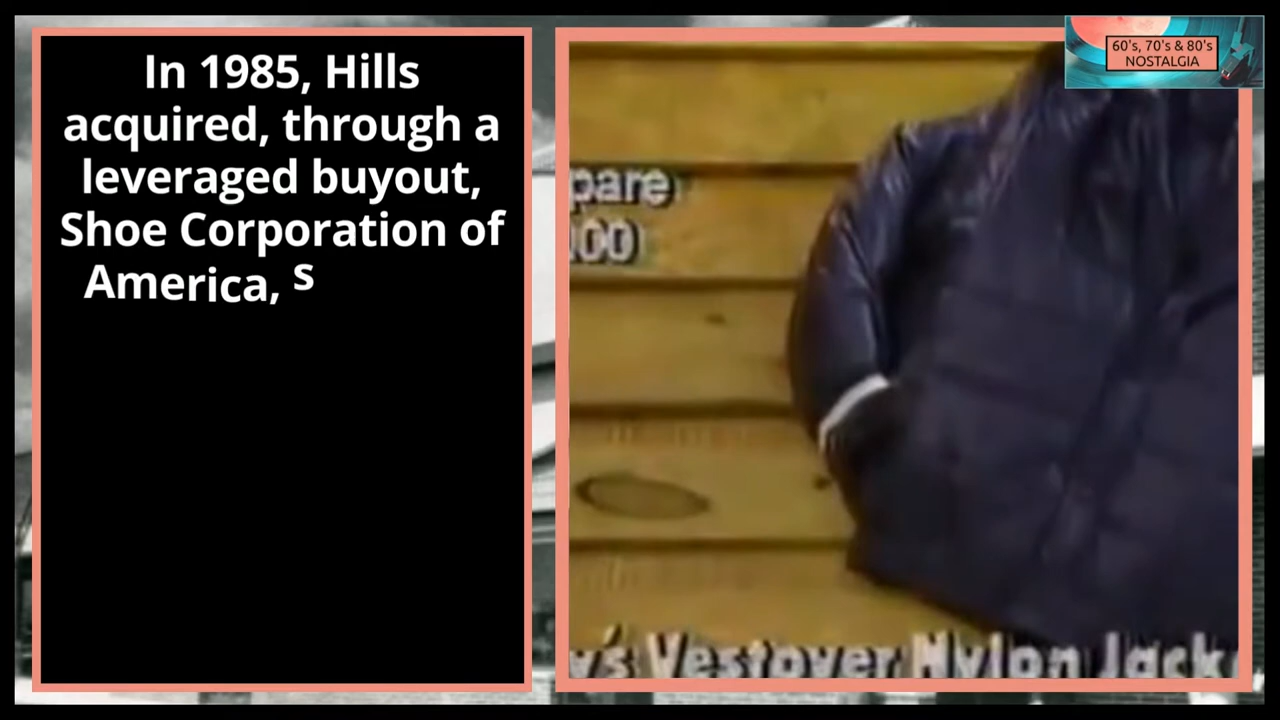 In 1985, Hills
acquired, through a
leveraged buyout,
Shoe Corporation of
America, s
pare
.00
y's Vestover Nylon Jack
60's, 70's & 80's
NOSTALGIA